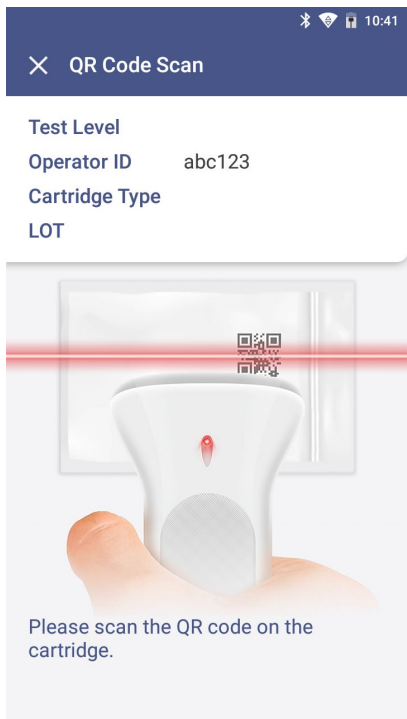 10:41
QR Code Scan
Test Level
Operator ID abc123
Cartridge Type
LOT
Please scan the QR code on the
cartridge.